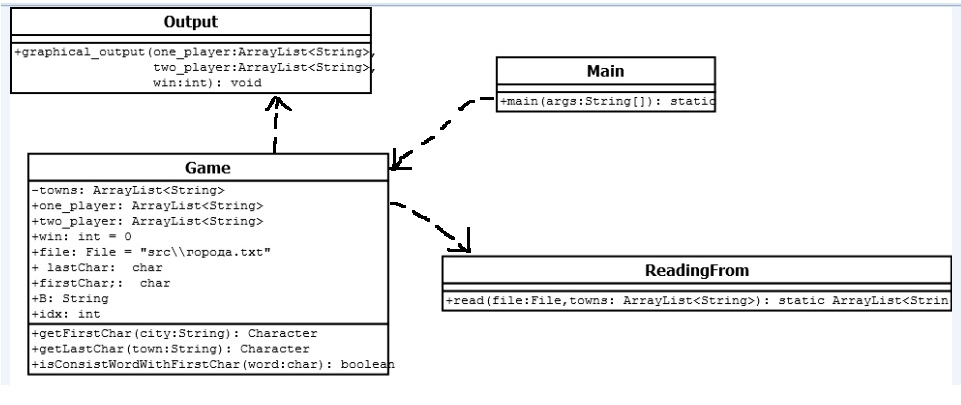 Output
+graphical_output(one_player:ArrayList<String>,
two_player:ArrayList<String>,
win:int): void
Main
+main(args:String[]): static
Game
-towns: ArrayList<String>
+one_player: ArrayList<String>
+two_player: ArrayList<String>
+win: int = 0
+file: File = "src\\города.txt"
+ lastChar:  char
+firstChar;:  char
+B: String
+idx: int
+getFirstChar(city:String): Character
+getLastChar(town:String): Character
+isConsistWordWithFirstChar(word:char): boolean
ReadingFrom
+read(file:File,towns: ArrayList<String>): static ArrayList<Strin